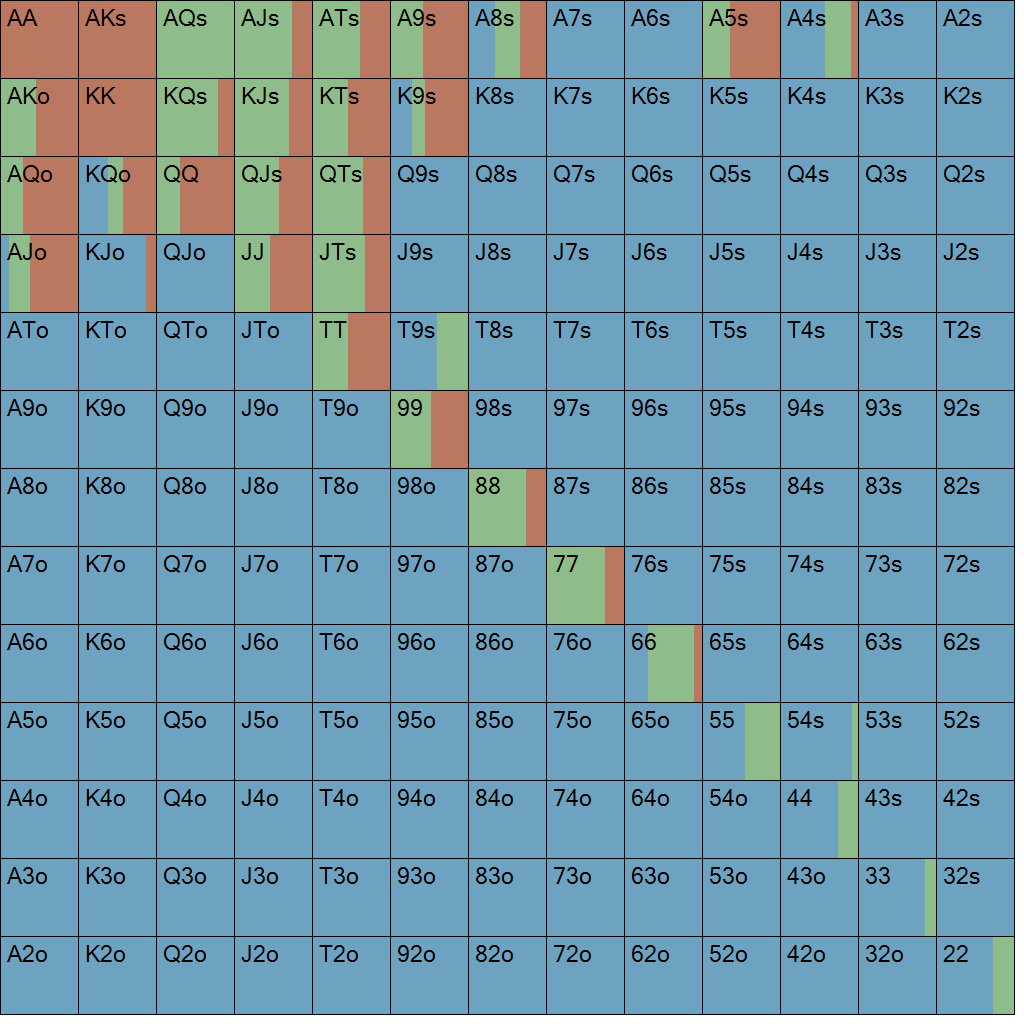 AA AKs AQs AJs ATs A9s A8s A7s A6s A5s A4s A3s A2s
AKo KK KQs KJs KTs K9s K8s K7s K6s K5s K4s K3s K2s
AQo KQo QQ QJs QTs Q9s Q8s Q7s Q6s Q5s Q4s Q3s Q2s
AJo KJo QJo JJ JTs J9s J8s J7s J6s J5s J4s J3s J2s
ATo KTo QTo JTo TT T9s T8s T7s T6s T5s T4s T3s T2s
A9o K9o Q9o J9o T9o 99 98s 97s 96s 95s 94s 93s 92s
A8o K8o Q8o J8o T8o 98o 88 87s 86s 85s 84s 83s 82s
A7o K7o Q7o J7o T7o 97o 87o 77 76s 75s 74s 73s 72s
A6o K6o Q6o J6o T6o 96o 86o 76o 66 65s 64s 63s 62s
A5o K5o Q5o J5o T5o 95o 85o 75o 65o 55 54s 53s 52s
A4o K4o Q4o J4o T4o 94o 84o 74o 64o 54o 44 43s 42s
A3o K3o Q3o J3o T3o 93o 83o 73o 63o 53o 43o 33 32s
A2o K2o Q2o J2o T2o 92o 82o 72o 62o 52o 42o 32o 22